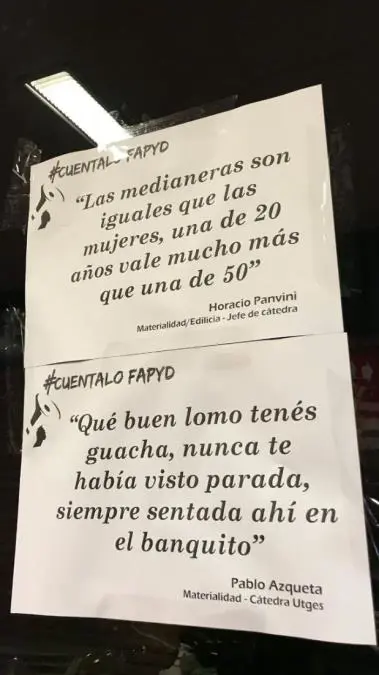 #CUENTALO FAPYD
“Las medianeras son
iguales que las
mujeres, una de 20
años vale mucho más
que una de 50”
Horacio Panvini
Materialidad/Edilicia - Jefe de cátedra
#CUENTALO FAPYD
“Qué buen lomo tenés
guacha, nunca te
había visto parada,
siempre sentada ahí en
el banquito”
Pablo Azqueta
Materialidad - Cátedra Utges